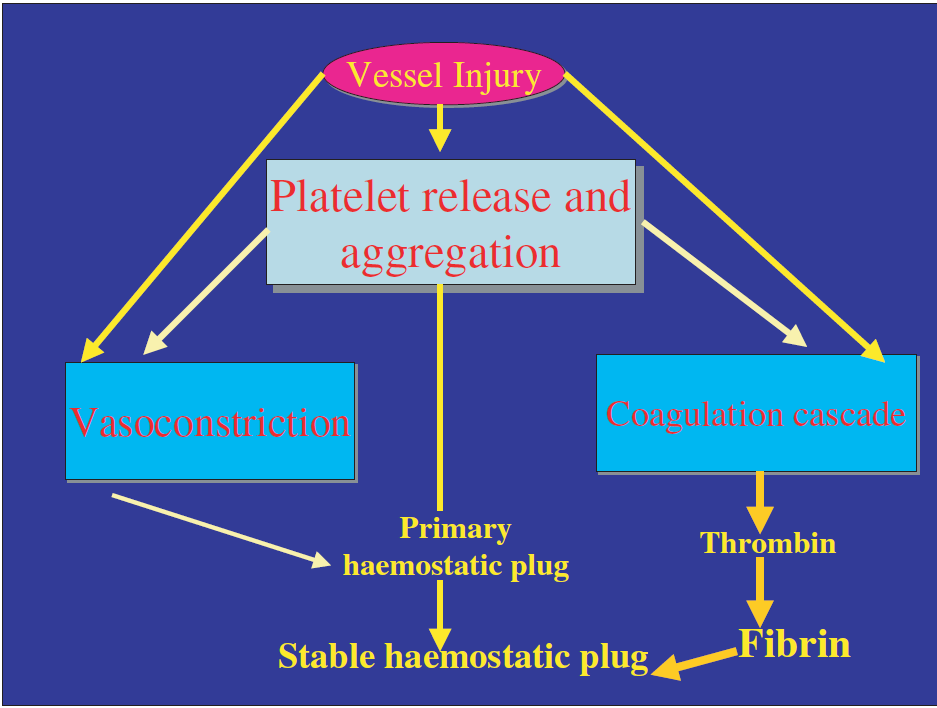 Vessel Injury
Platelet release and
aggregation
Vasoconstriction
Coagulation cascade
Primary
haemostatic plug
Thrombin
Fibrin
Stable haemostatic plug